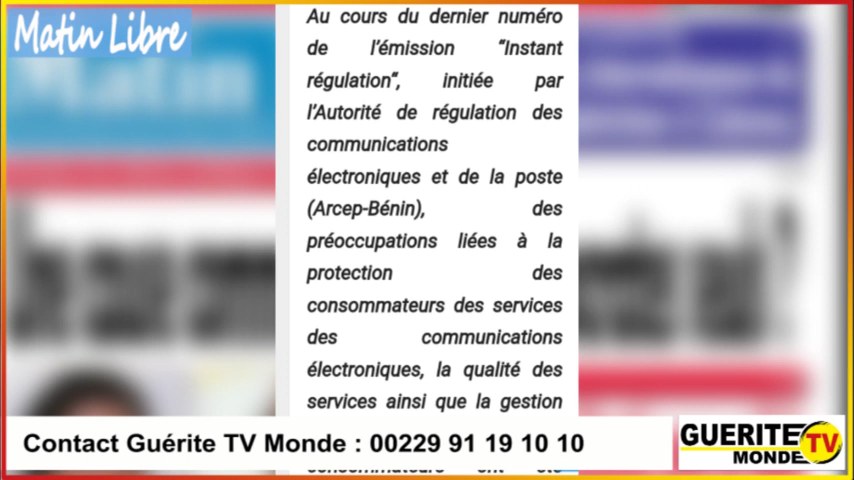 Matin Libre
Au cours du dernier numéro
de l’émission “Instant
régulation”, initiée par
l’Autorité de régulation des
communications
électroniques et de la poste
(Arcep-Bénin), des
préoccupations liées à la
protection des
consommateurs des services
des communications
électroniques, la qualité des
services ainsi que la gestion
Contact Guérite TV Monde : 00229 91 19 10 10
GUERITE TV
MONDE